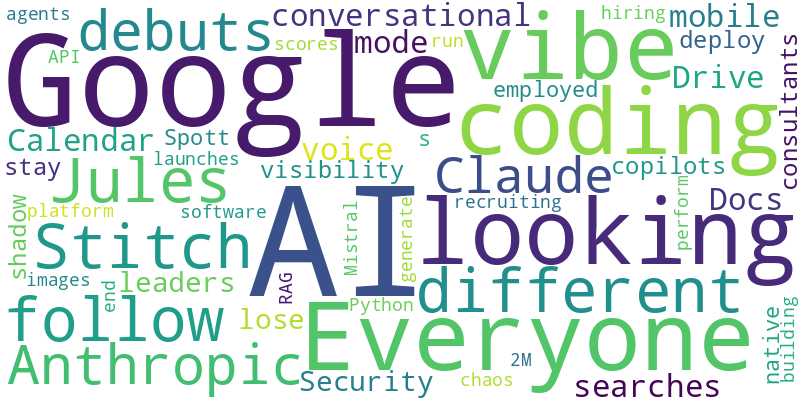 agents
debuts
conversational
hiring
mobile
Google
API
scores
mode
run
vibe
deploy
consultants
Drive
employed
coding
Calendar
Spott
voice
s
stay
launches
visibility
Claude
copilots
Jules
shadow
platform
software
AI
Mistral
generate
recruiting
looking
perform
Docs
Stitch
images
end
leaders
RAG
Python
different
native
building
follow
lose
Everyone
Anthropic
Security
2M
chaos
searches